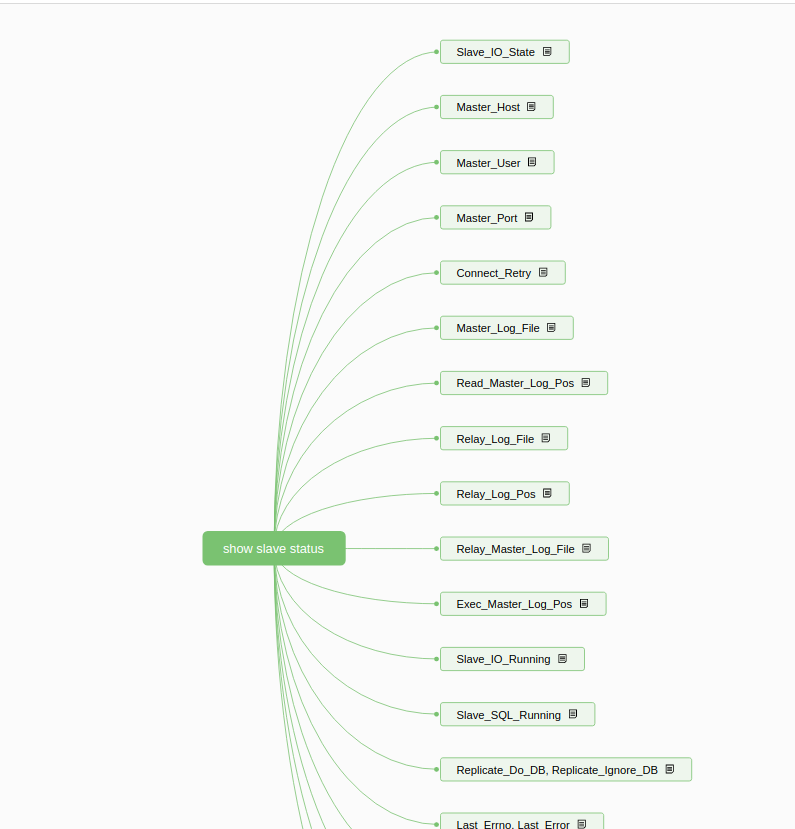 Slave_IO_State
Master_Host
Master_User
Master_Port
Connect_Retry
Master_Log_File
Read_Master_Log_Pos
Relay_Log_File
Relay_Log_Pos
show slave status
Relay_Master_Log_File
Exec_Master_Log_Pos
Slave_IO_Running
Slave_SQL_Running
Replicate_Do_DB, Replicate_Ignore_DB
Last_Errno, Last_Error